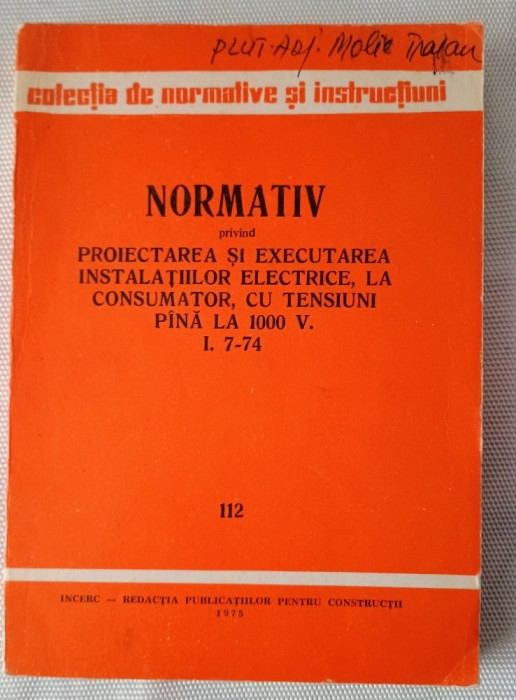 plut. Adj. Molie Traian
colecția de normative și instrucțiuni
NORMATIV
privind
PROIECTAREA ȘI EXECUTAREA
INSTALAȚIILOR ELECTRICE, LA
CONSUMATOR, CU TENSIUNI
PÎNĂ LA 1000 V.
I. 7-74
112
INCERC — REDACȚIA PUBLICAȚIILOR PENTRU CONSTRUCȚII
1975